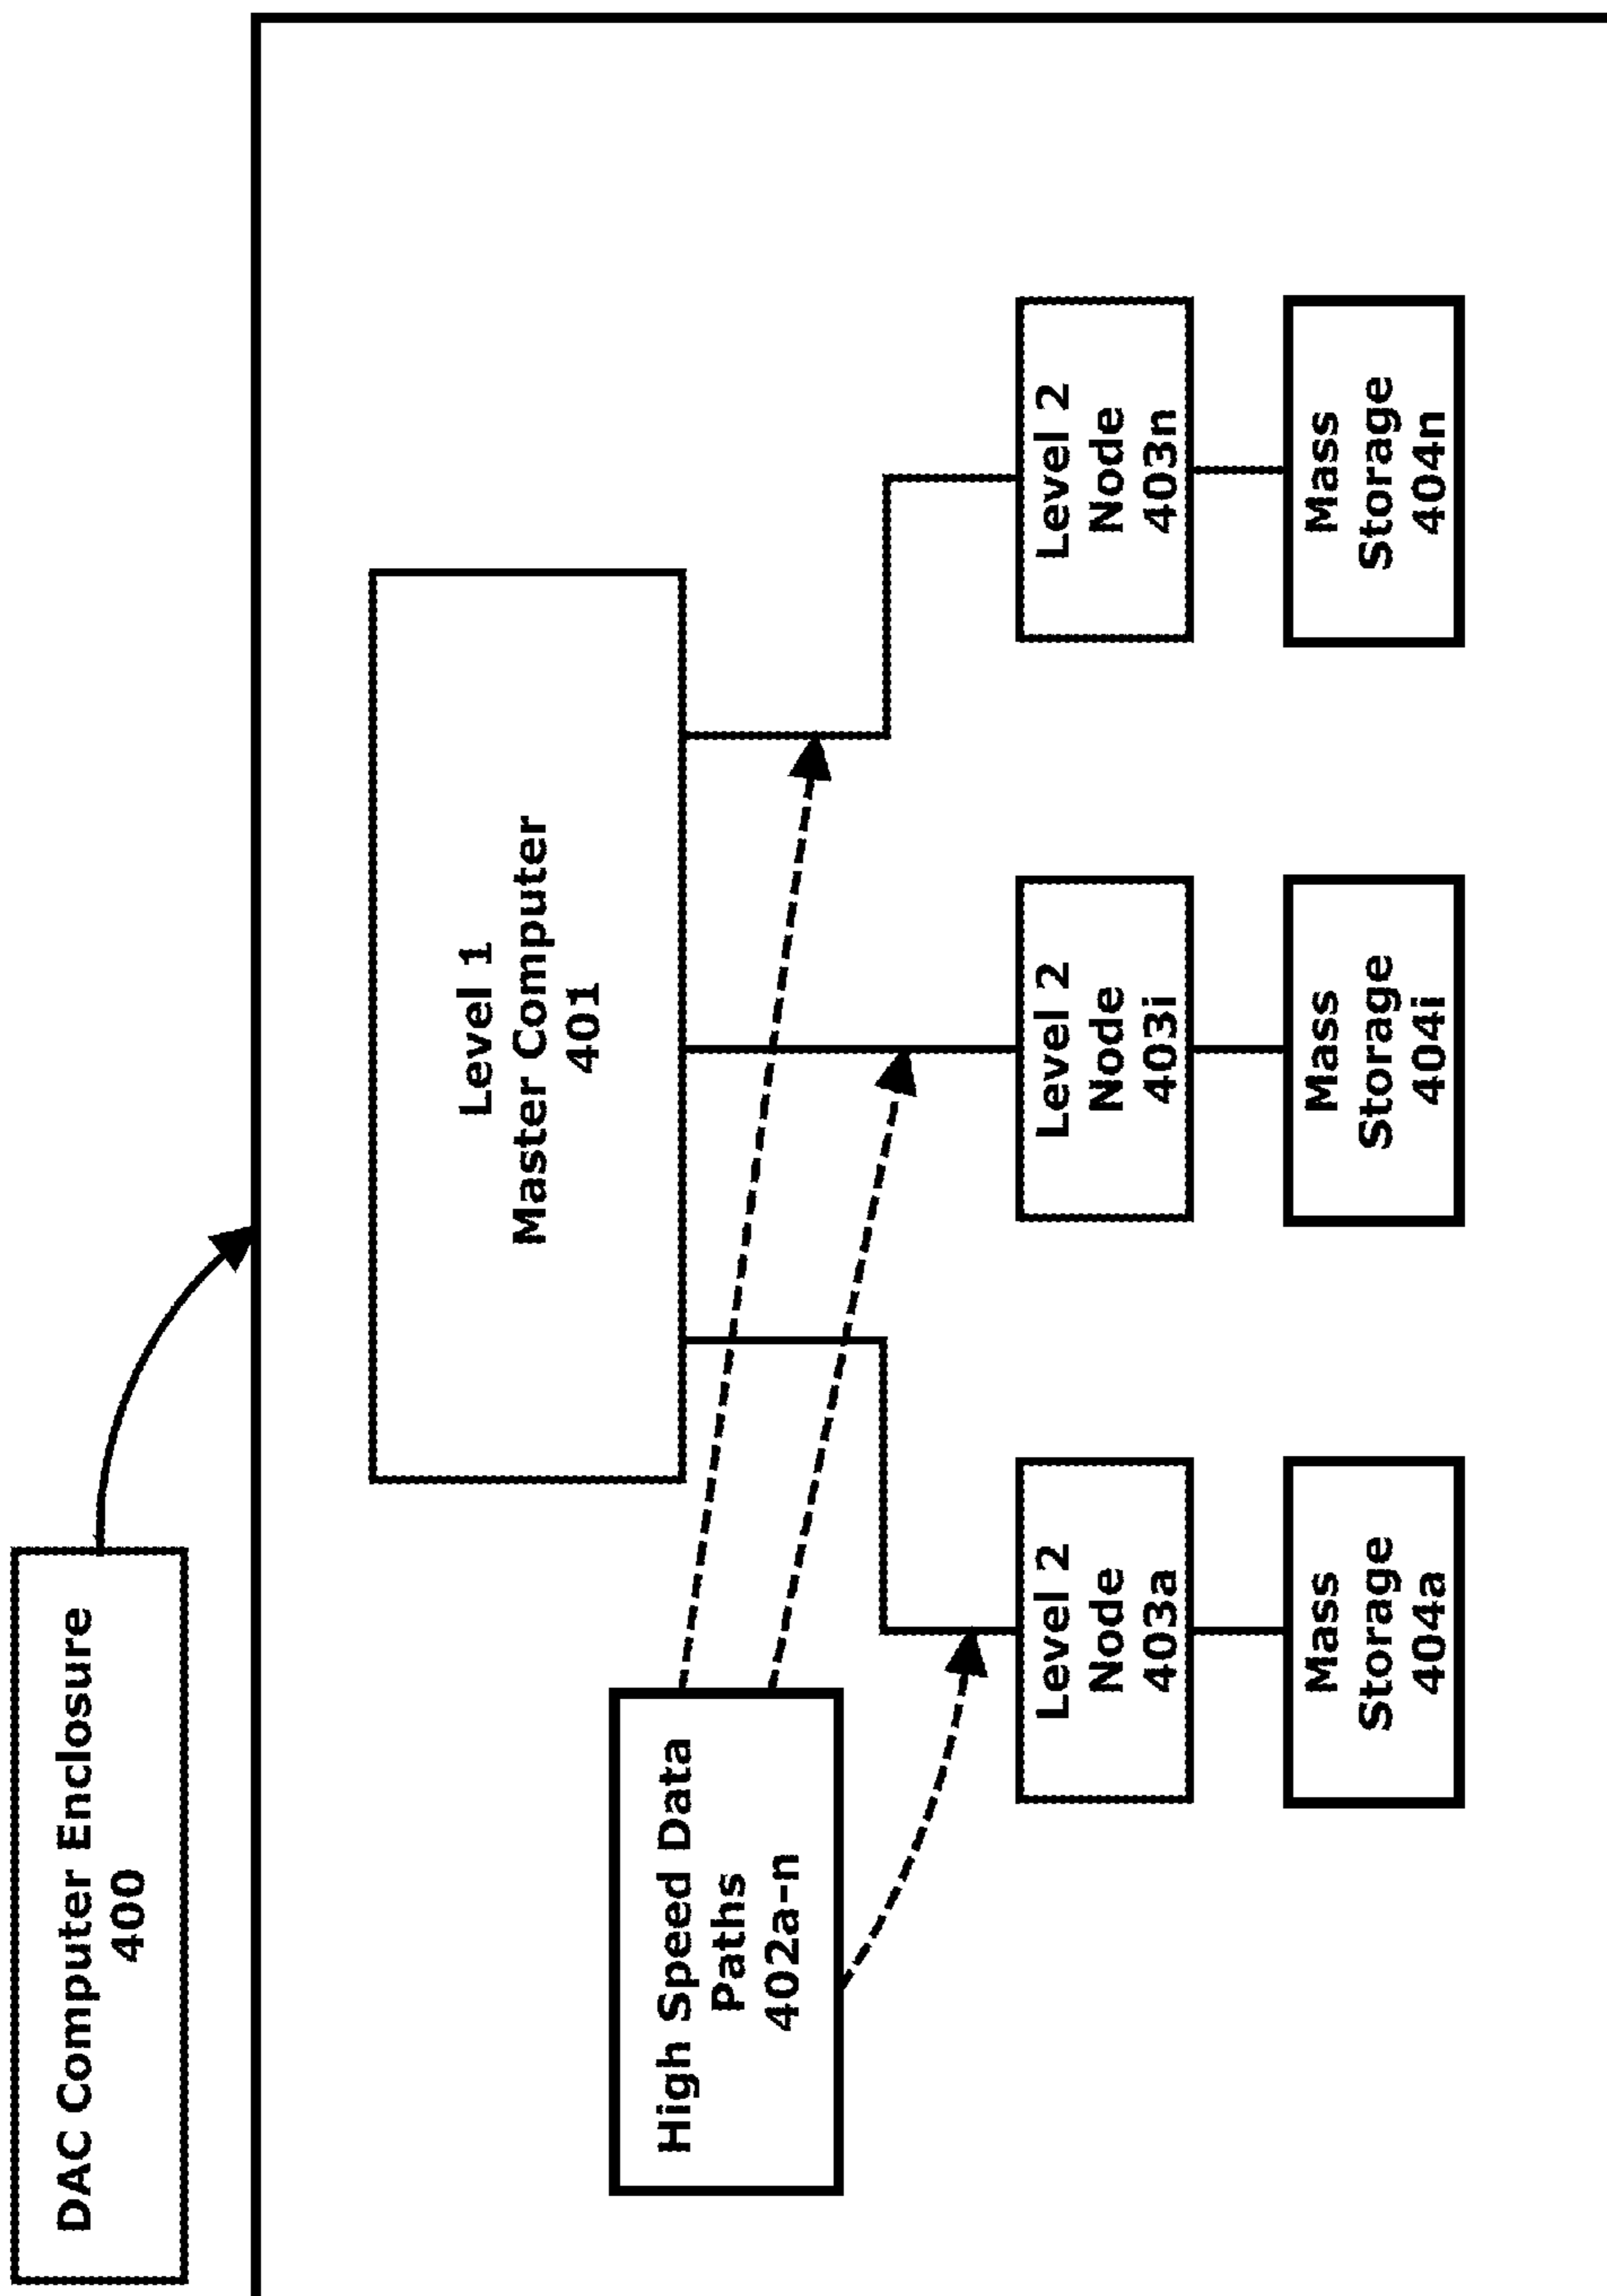 DAC Computer Enclosure
400
Level 1
Master Computer
401
High Speed Data
Paths
402a-n
Level 2
Node
403a
Level 2
Node
403i
Level 2
Node
403n
Mass
Storage
404a
Mass
Storage
404i
Mass
Storage
404n